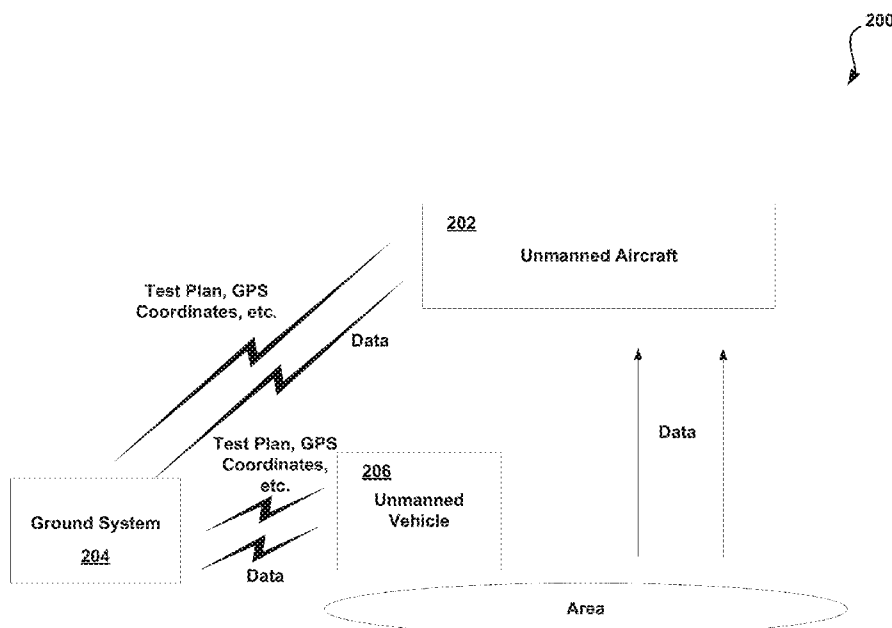 200
202
Unmanned Aircraft
Test Plan, GPS
Coordinates, etc.
Data
Data
Test Plan, GPS
Coordinates,
etc.
206
Unmanned
Vehicle
Ground System
204
Data
Area